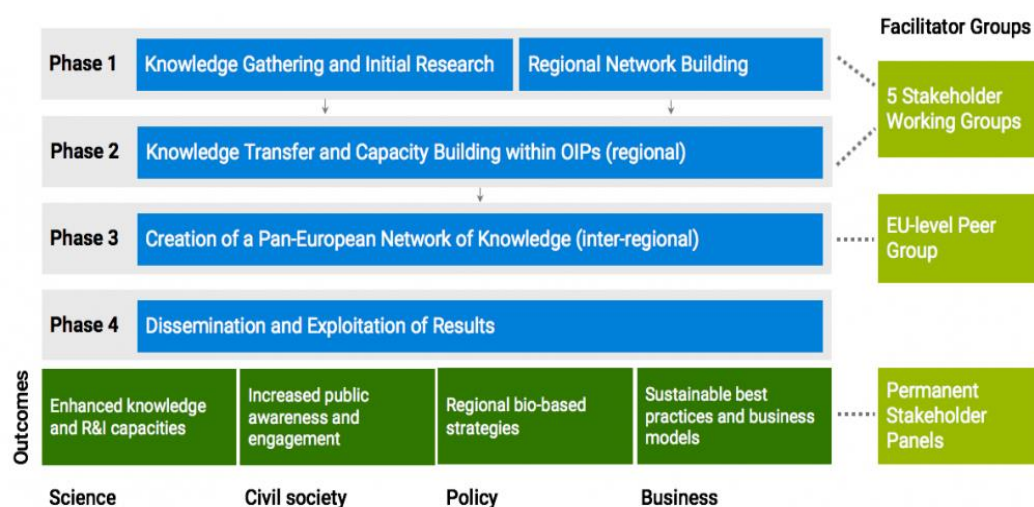 Facilitator Groups
Phase 1
Knowledge Gathering and Initial Research
Regional Network Building
5 Stakeholder
Working Groups
Phase 2
Knowledge Transfer and Capacity Building within OIPs (regional)
Phase 3
Creation of a Pan-European Network of Knowledge (inter-regional)
EU-level Peer
Group
Phase 4
Dissemination and Exploitation of Results
Outcomes
Enhanced knowledge
and R&I capacities
Increased public
awareness and
engagement
Regional bio-based
strategies
Sustainable best
practices and business
models
Permanent
Stakeholder
Panels
Science
Civil society
Policy
Business